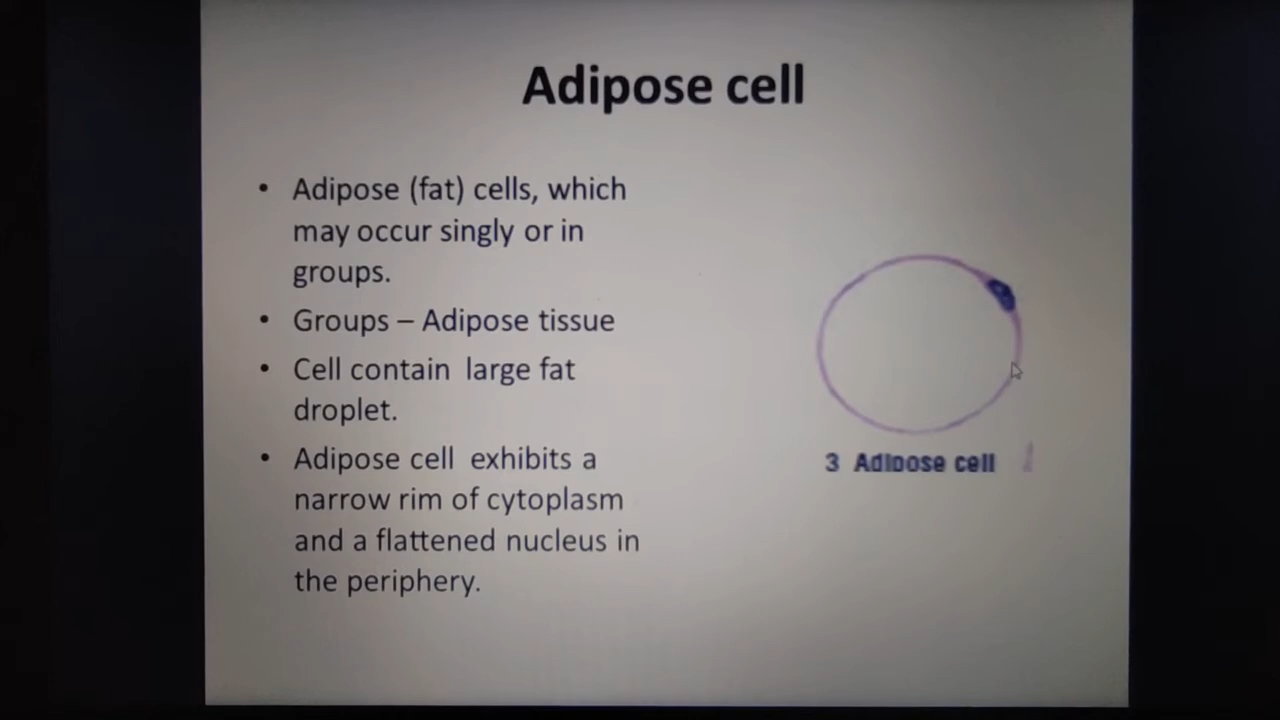 Adipose cell
• Adipose (fat) cells, which
may occur singly or in
groups.
• Groups – Adipose tissue
• Cell contain large fat
droplet.
• Adipose cell exhibits a
narrow rim of cytoplasm
and a flattened nucleus in
the periphery.
3 Adipose cell